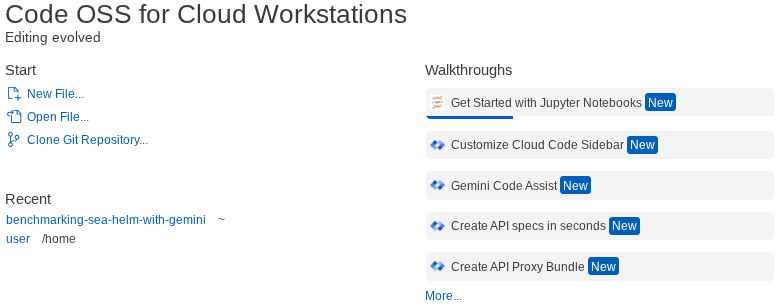 Code OSS for Cloud Workstations
Editing evolved
Start
New File...
Open File...
Clone Git Repository...
Recent
benchmarking-sea-helm-with-gemini ~
user /home
Walkthroughs
Get Started with Jupyter Notebooks New
Customize Cloud Code Sidebar New
Gemini Code Assist New
Create API specs in seconds New
Create API Proxy Bundle New
More...